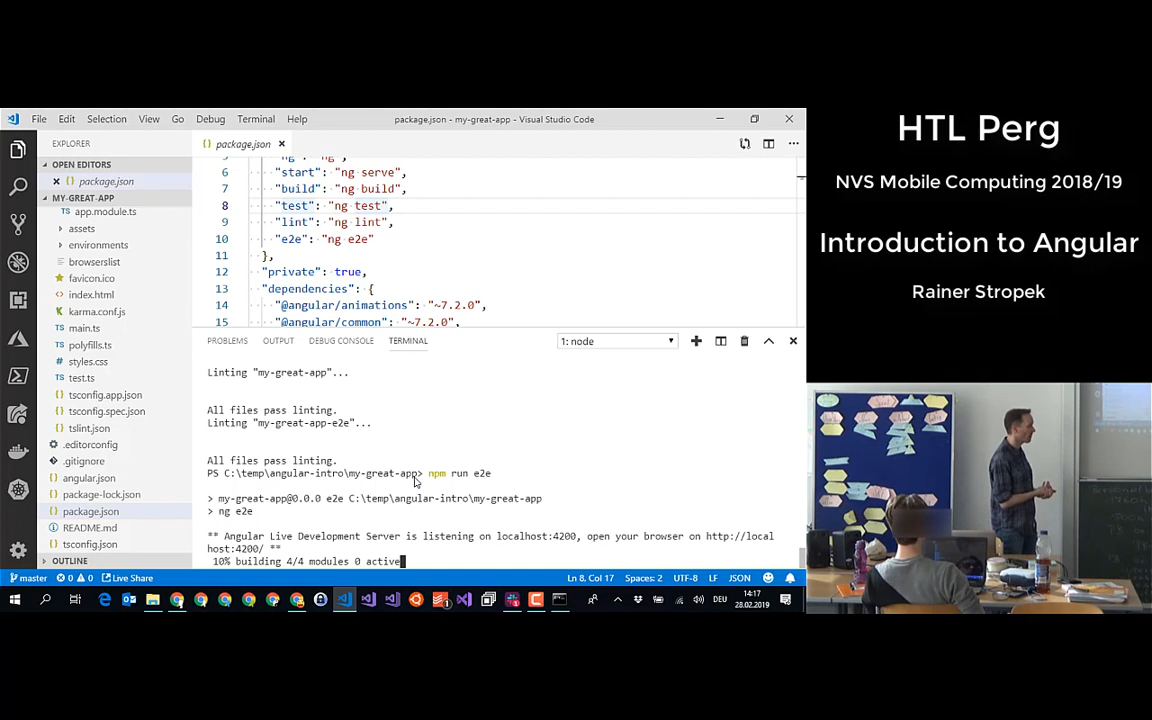 File Edit Selection View Go Debug Terminal Help
package.json - my-great-app - Visual Studio Code
EXPLORER
OPEN EDITORS
package.json
MY-GREAT-APP
app.module.ts
assets
environments
browserslist
favicon.ico
index.html
karma.conf.js
main.ts
polyfills.ts
styles.css
test.ts
tsconfig.app.json
tsconfig.spec.json
tslint.json
.editorconfig
.gitignore
angular.json
package-lock.json
package.json
README.md
tsconfig.json
OUTLINE
package.json
6 "start": "ng serve",
7 "build": "ng build",
8 "test": "ng test",
9 "lint": "ng lint",
10 "e2e": "ng e2e"
11 },
12 "private": true,
13 "dependencies": {
14 "@angular/animations": "~7.2.0",
15 "@angular/common": "~7.2.0",
PROBLEMS OUTPUT DEBUG CONSOLE TERMINAL
1: node
Linting "my-great-app"...
All files pass linting.
Linting "my-great-app-e2e"...
All files pass linting.
PS C:\temp\angular-intro\my-great-app> npm run e2e
> my-great-app@0.0.0 e2e C:\temp\angular-intro\my-great-app
> ng e2e
** Angular Live Development Server is listening on localhost:4200, open your browser on http://local
host:4200/ **
10% building 4/4 modules 0 active
master 0 0 Live Share
Ln 8, Col 17 Spaces: 2 UTF-8 LF JSON
DEU
14:17
28.02.2019
HTL Perg
NVS Mobile Computing 2018/19
Introduction to Angular
Rainer Stropek